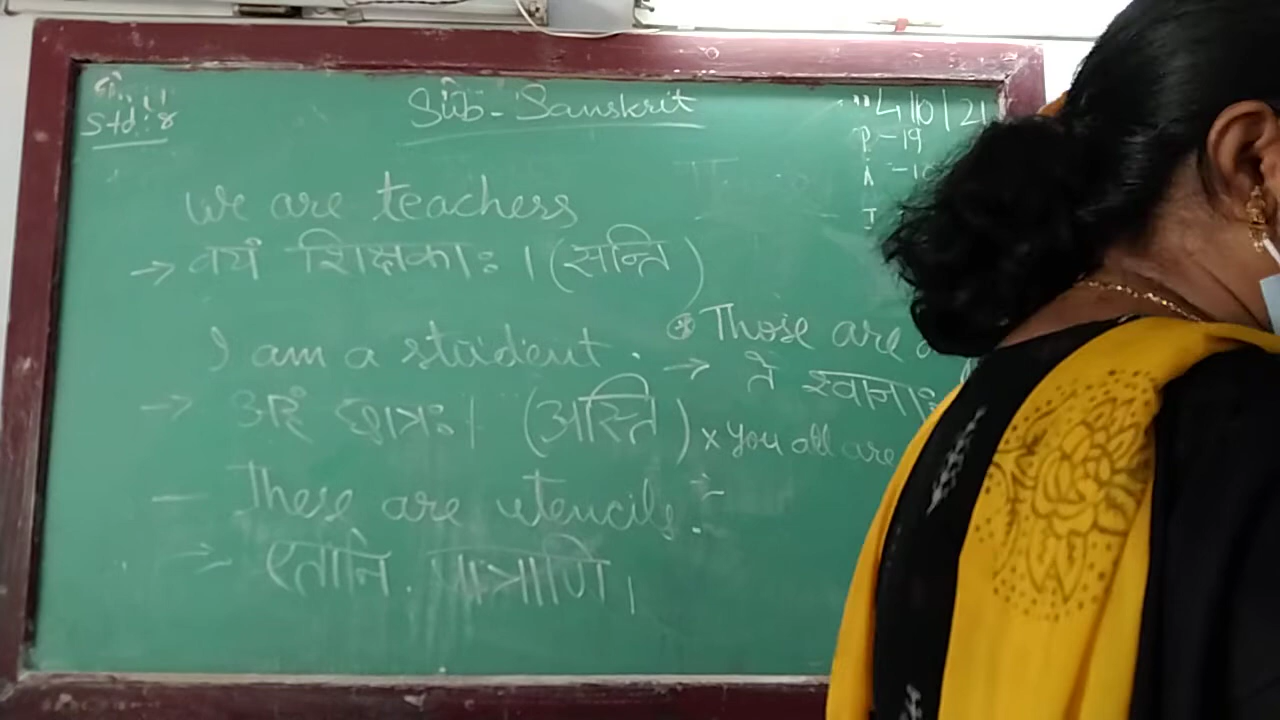 Std : 8
Sub - Sanskrit
4/10/21
P - 19
A - 10
We are teachers
→ वयं शिक्षकाः । (सन्ति)
I am a student.
→ अहं छात्रः । (अस्ति)
These are utencils.
→ एतानि पात्राणि ।
Those are
→ ते श्वानाः
x You all are